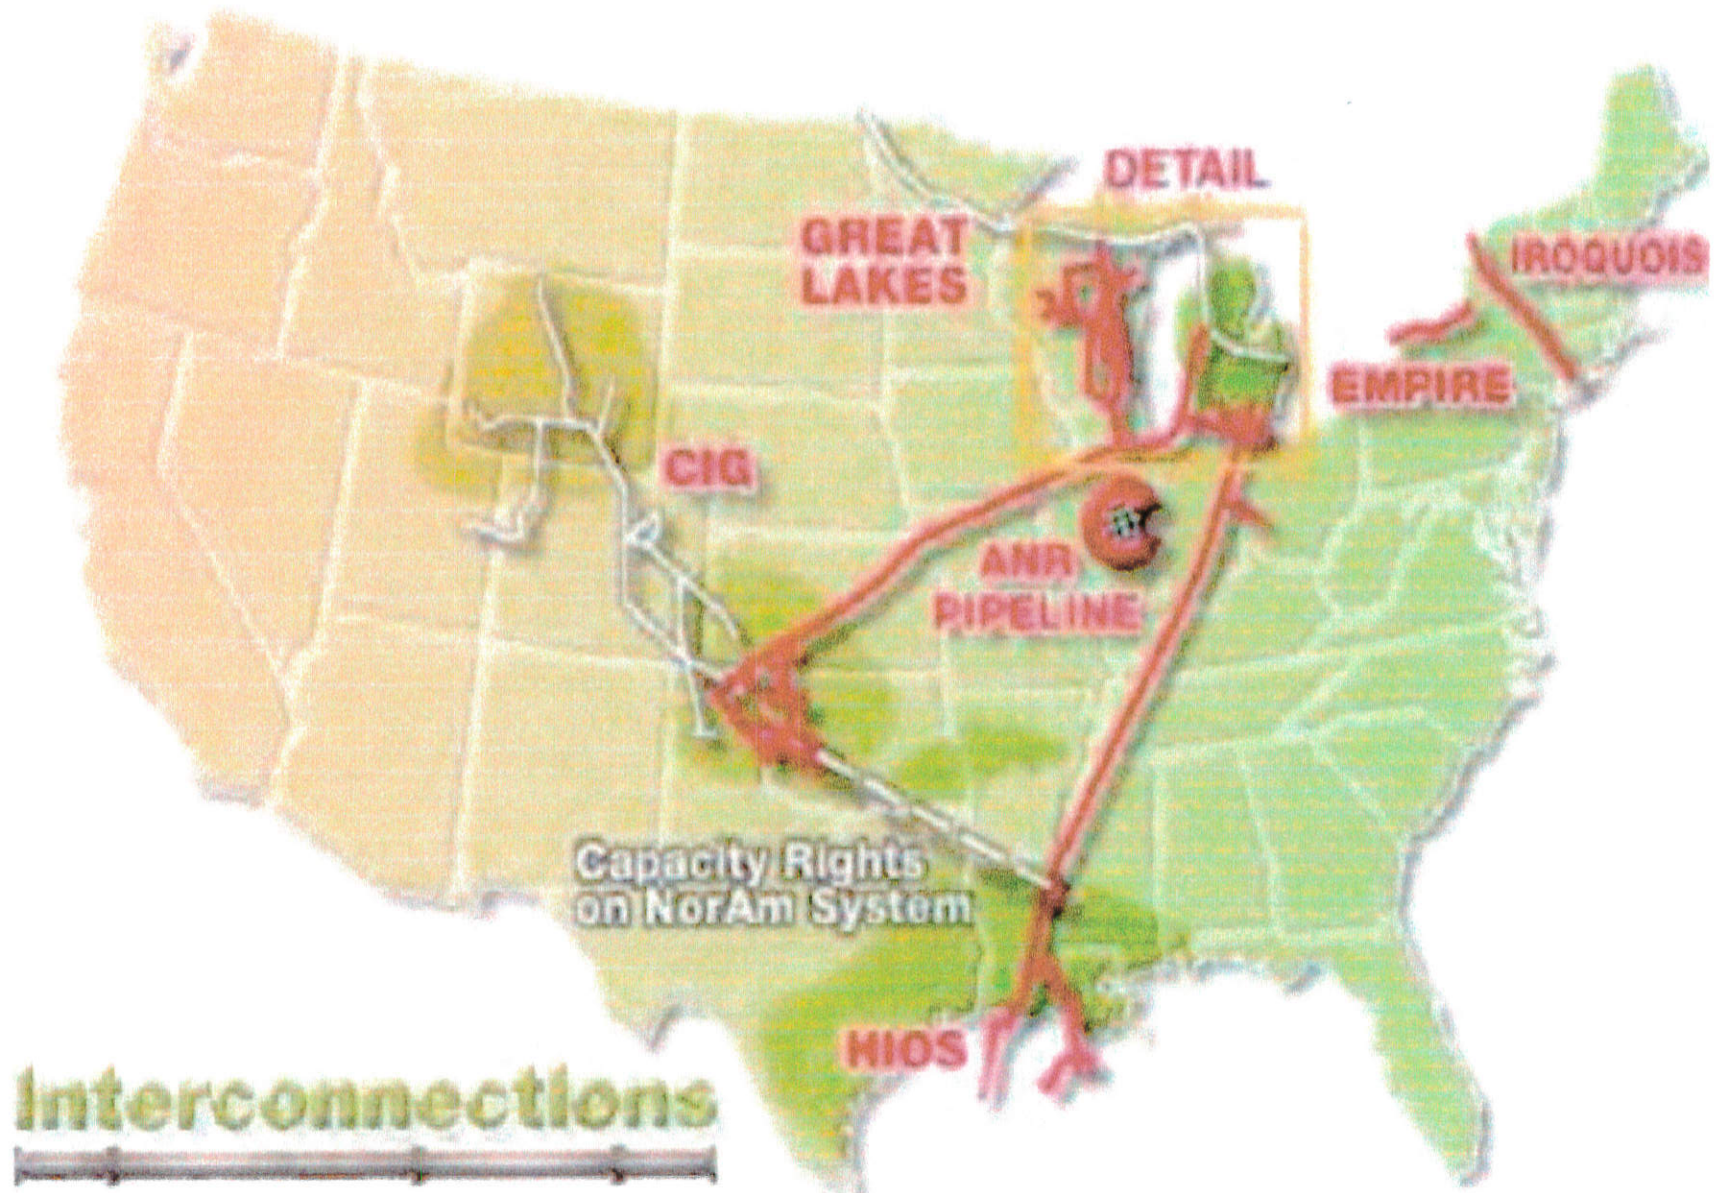 DETAIL
GREAT
LAKES
IROQUOIS
EMPIRE
CIG
ANR
PIPELINE
Capacity Rights
on NorAm System
HIOS
Interconnections